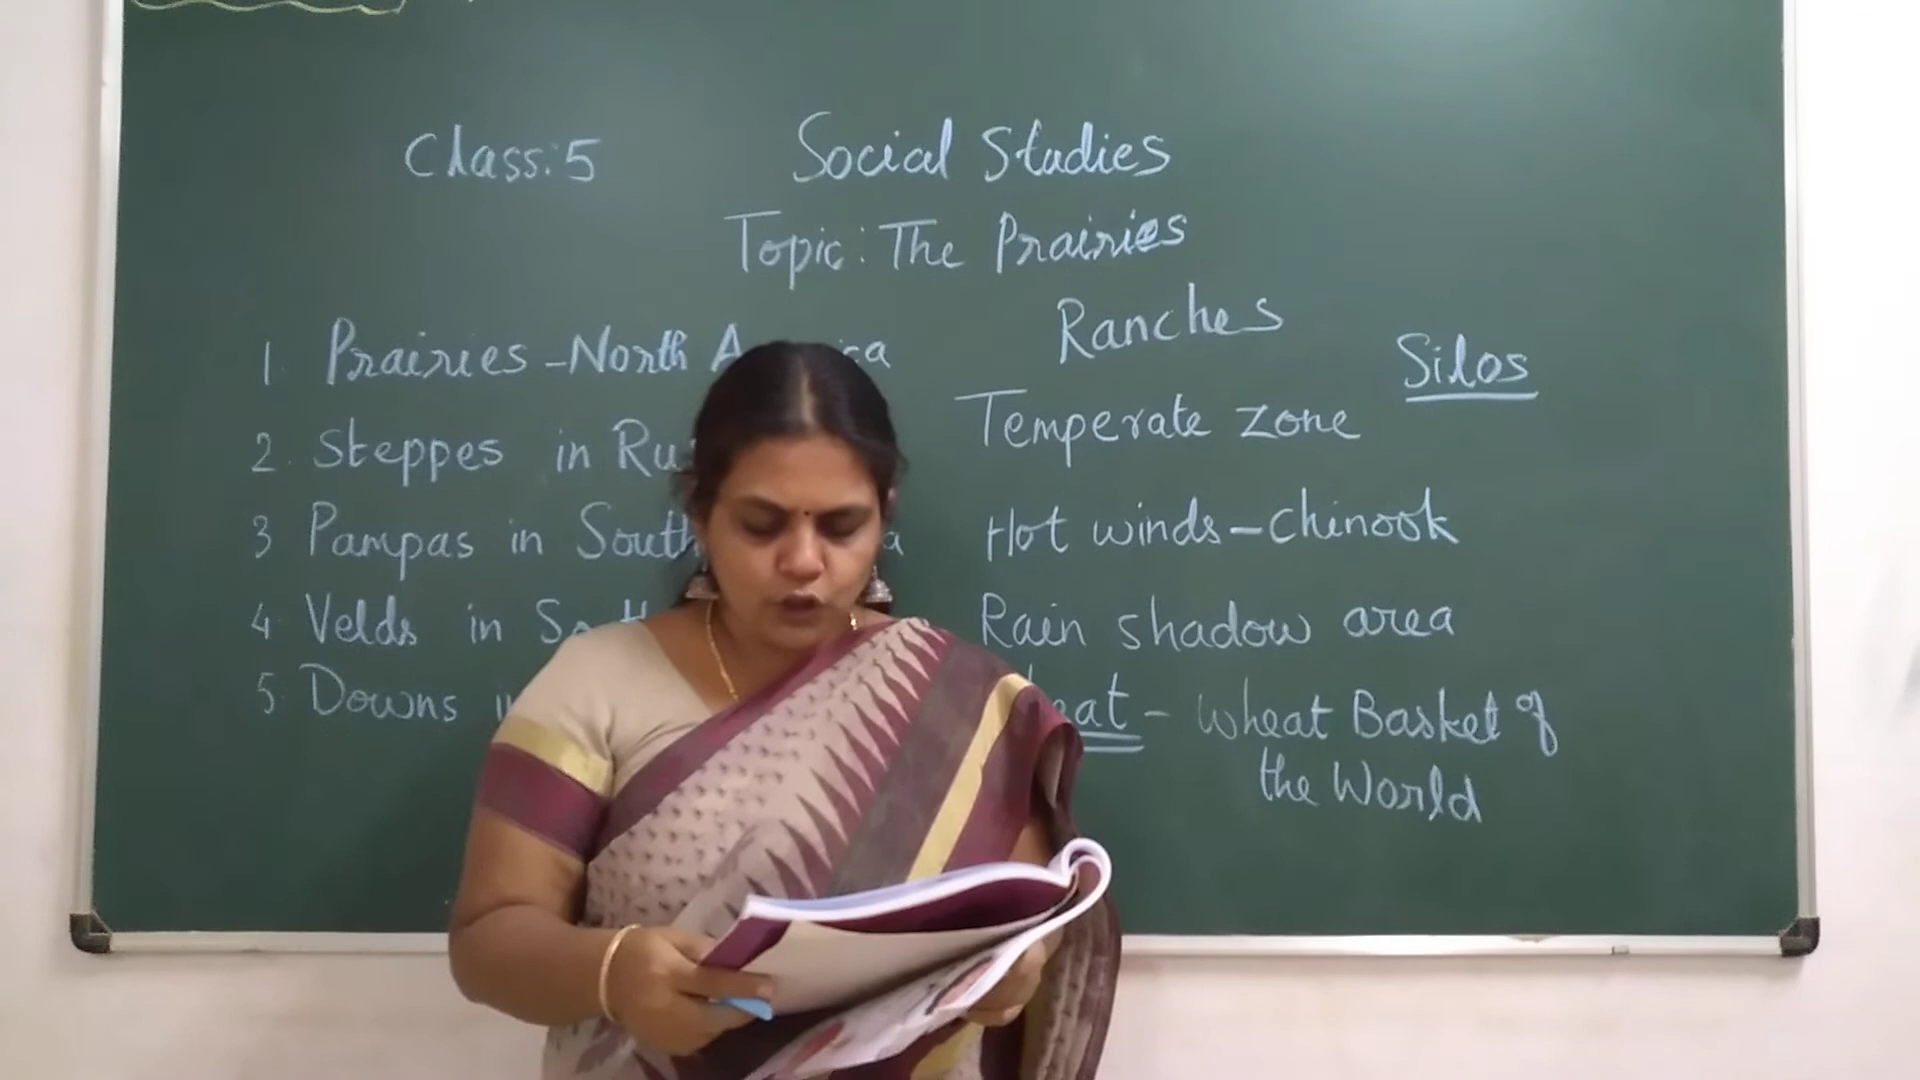 Class: 5
Social Studies
Topic: The Prairies
1. Prairies - North
2. Steppes in
3 Pampas in South
4 Velds in
5. Downs
Ranches
Silos
Temperate zone
Hot winds - Chinook
Rain shadow area
- Wheat Basket of
the World